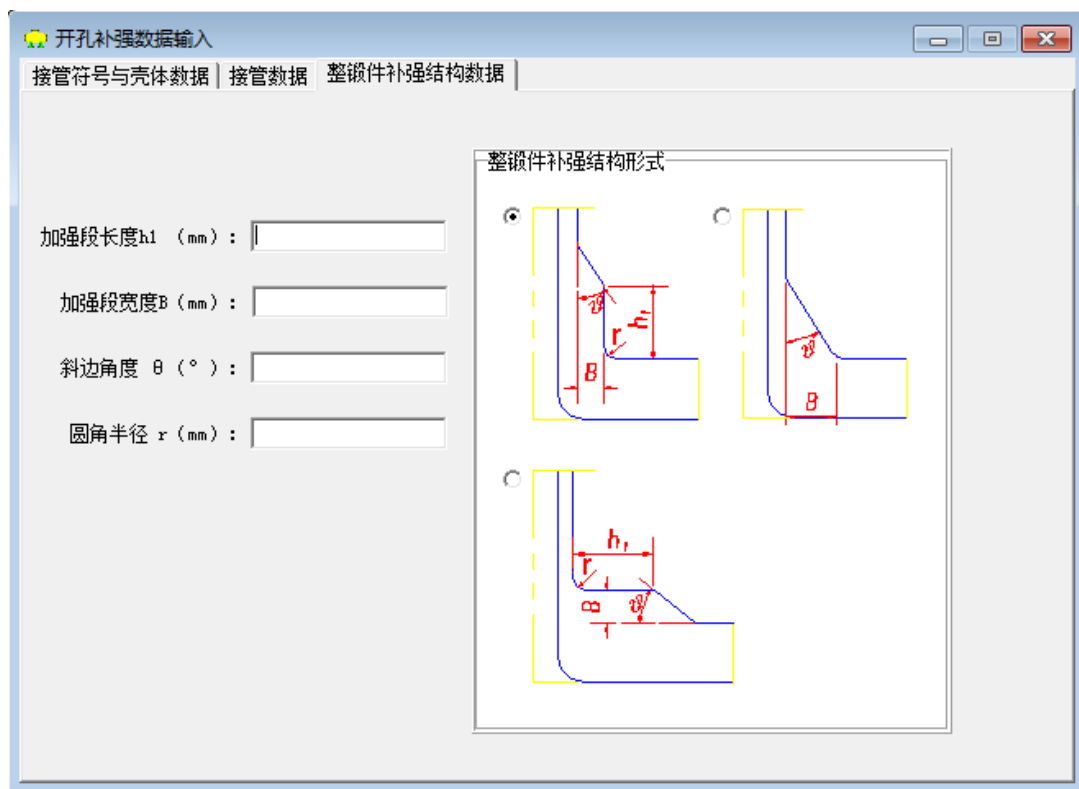 开孔补强数据输入
接管符号与壳体数据 接管数据 整锻件补强结构数据
整锻件补强结构形式
加强段长度h1 (mm):
加强段宽度B(mm):
斜边角度 θ (° ):
圆角半径 r(mm):
ϑ
h₁
r
B
ϑ
B
h₁
r
B
ϑ